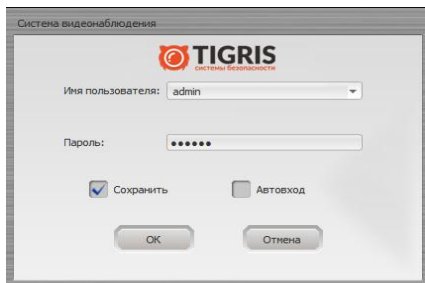 Система видеонаблюдения
TIGRIS
системы безопасности
Имя пользователя: admin
Пароль: ••••••
Сохранить Автовход
OK Отмена